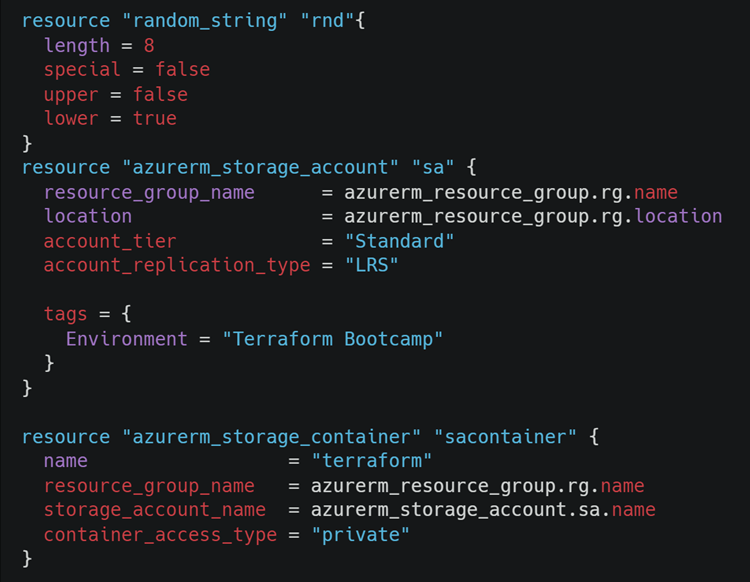 resource "random_string" "rnd"{
  length = 8
  special = false
  upper = false
  lower = true
}
resource "azurerm_storage_account" "sa" {
  resource_group_name      = azurerm_resource_group.rg.name
  location                 = azurerm_resource_group.rg.location
  account_tier             = "Standard"
  account_replication_type = "LRS"

  tags = {
    Environment = "Terraform Bootcamp"
  }
}

resource "azurerm_storage_container" "sacontainer" {
  name                  = "terraform"
  resource_group_name   = azurerm_resource_group.rg.name
  storage_account_name  = azurerm_storage_account.sa.name
  container_access_type = "private"
}